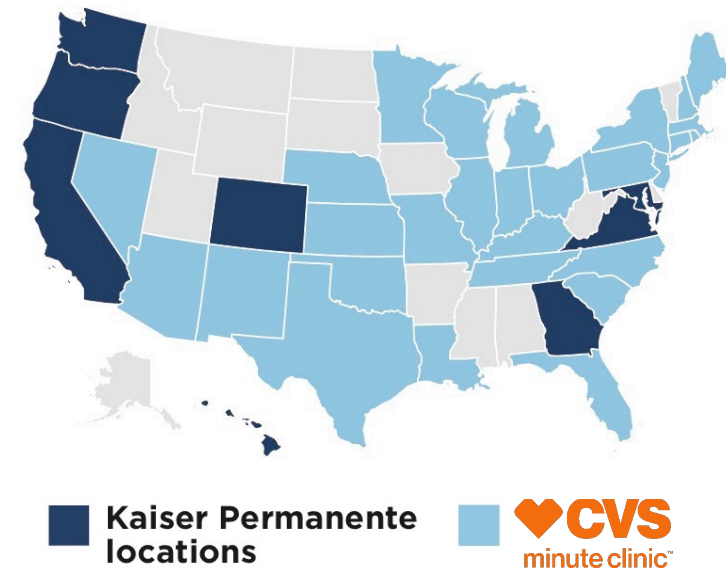 Kaiser Permanente
locations
CVS
minute clinic™